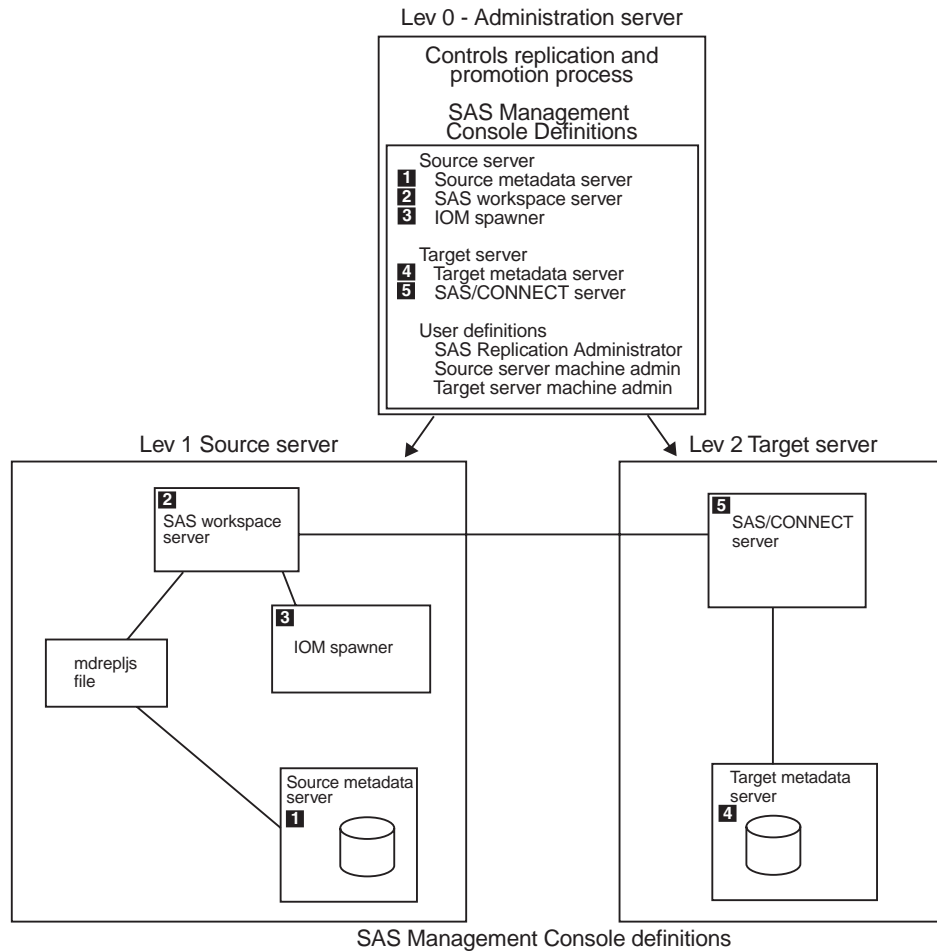 Lev 0 - Administration server
Controls replication and
promotion process
SAS Management
Console Definitions
Source server
1 Source metadata server
2 SAS workspace server
3 IOM spawner
Target server
4 Target metadata server
5 SAS/CONNECT server
User definitions
SAS Replication Administrator
Source server machine admin
Target server machine admin
Lev 1 Source server
2
SAS workspace
server
3
IOM spawner
mdrepljs
file
Source metadata
server
1
Lev 2 Target server
5
SAS/CONNECT
server
Target metadata
server
4
SAS Management Console definitions